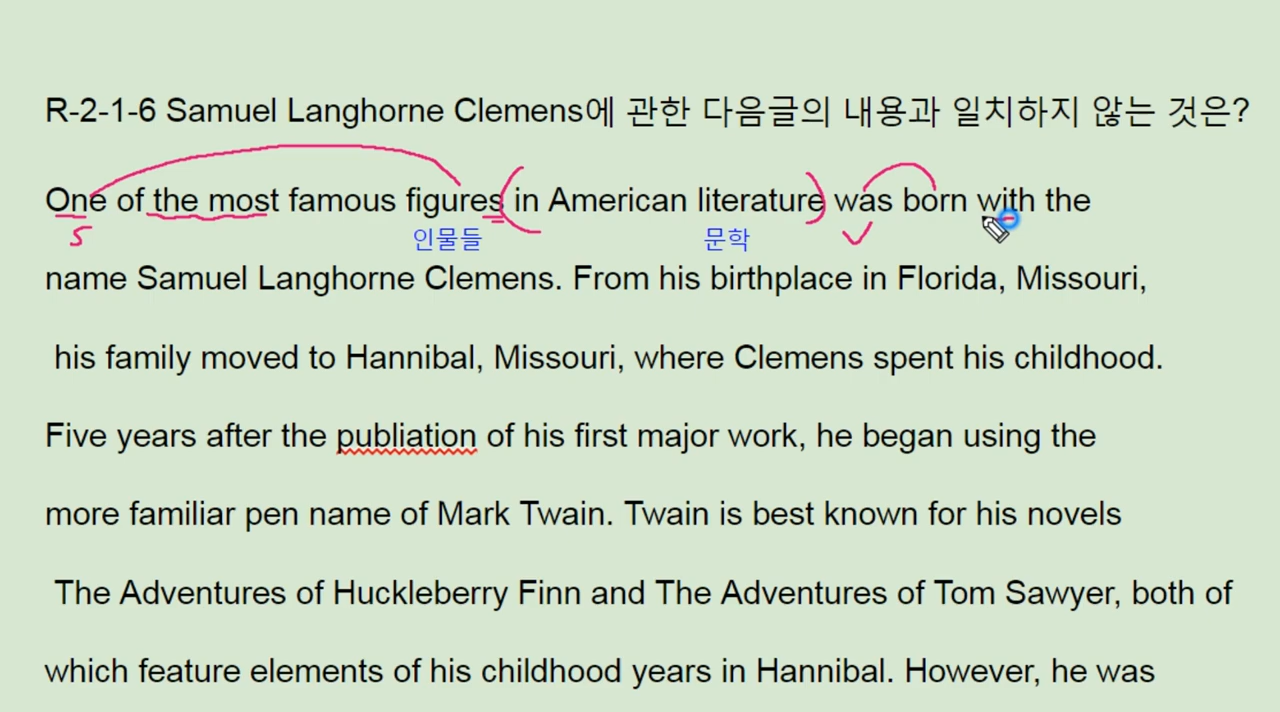 R-2-1-6 Samuel Langhorne Clemens에 관한 다음글의 내용과 일치하지 않는 것은?
One of the most famous figures in American literature was born with the
S 인물들 문학 V
name Samuel Langhorne Clemens. From his birthplace in Florida, Missouri,
his family moved to Hannibal, Missouri, where Clemens spent his childhood.
Five years after the publiation of his first major work, he began using the
more familiar pen name of Mark Twain. Twain is best known for his novels
The Adventures of Huckleberry Finn and The Adventures of Tom Sawyer, both of
which feature elements of his childhood years in Hannibal. However, he was